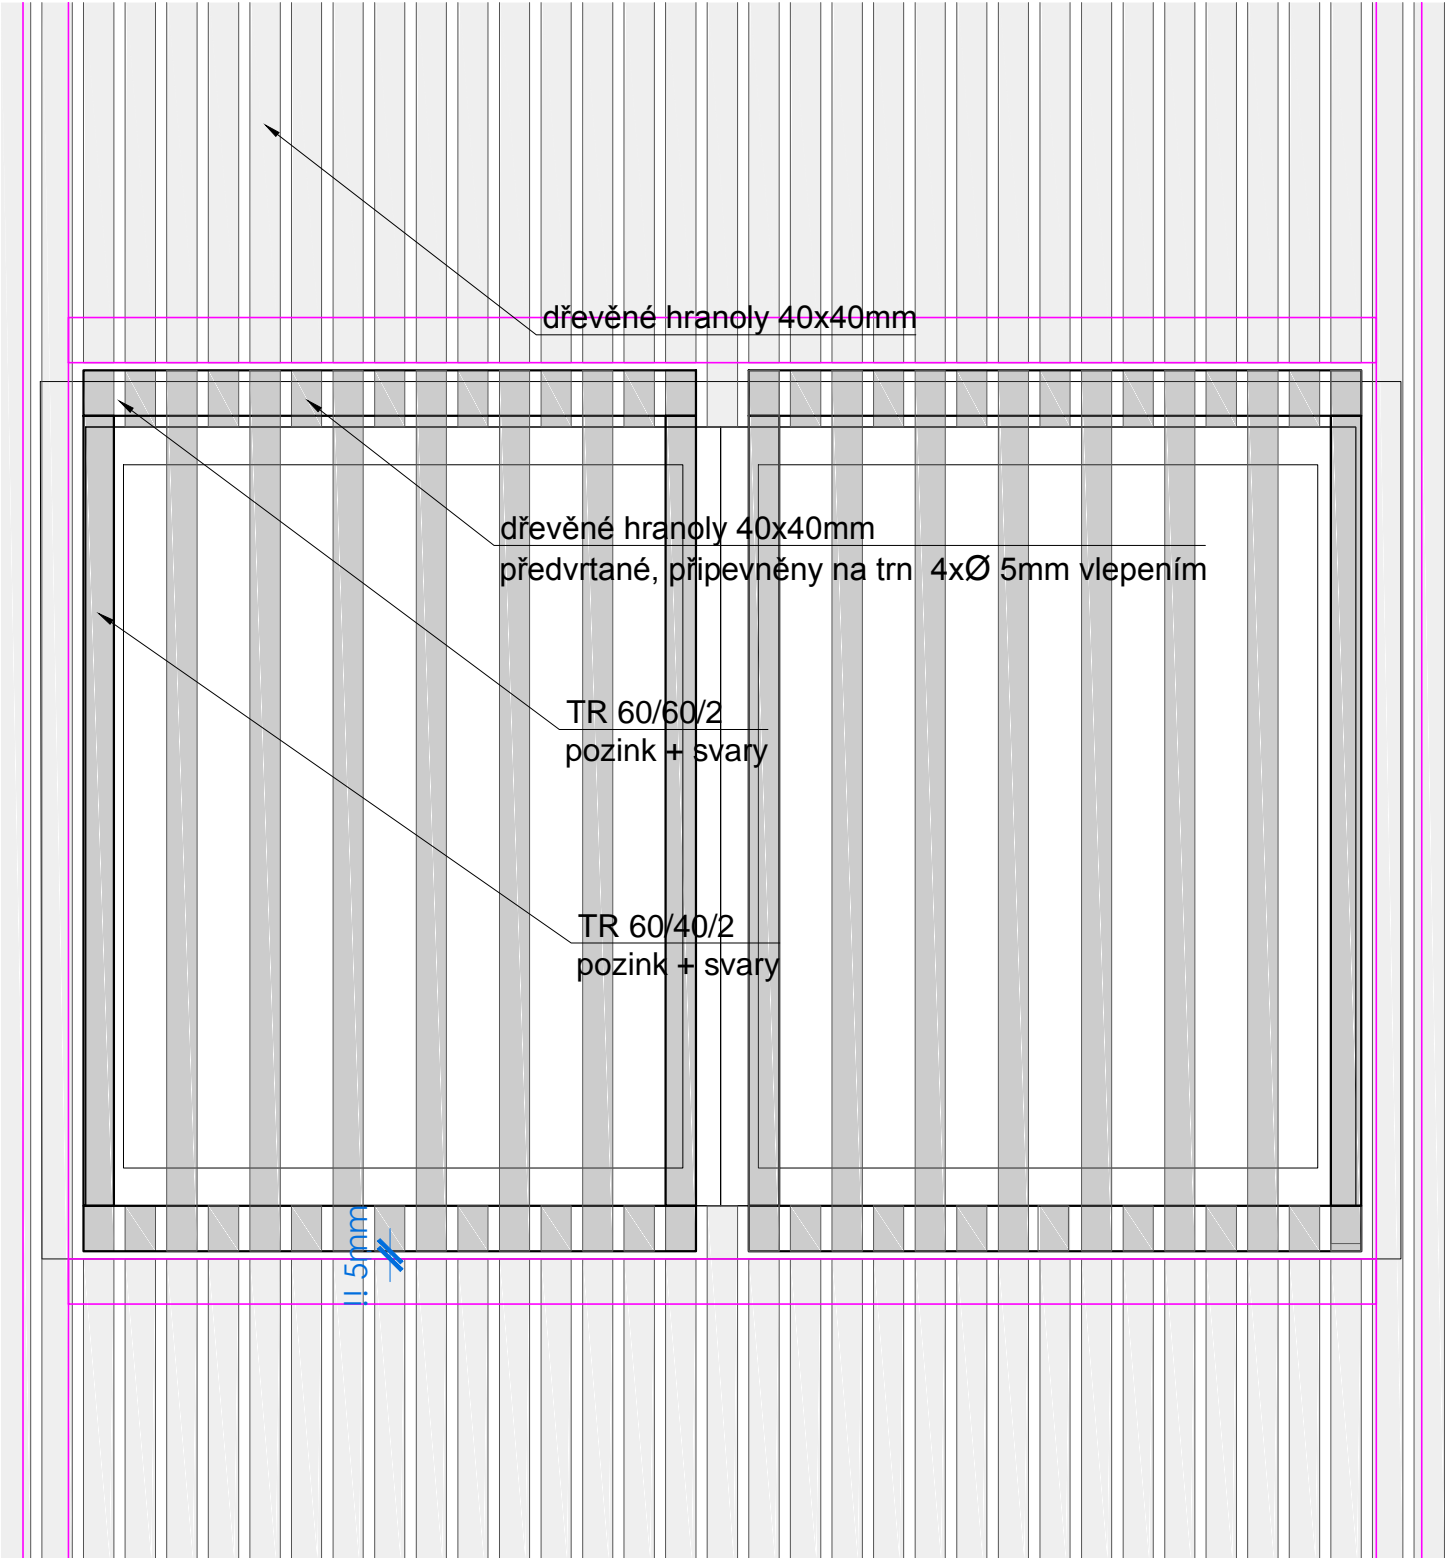 dřevěné hranoly 40x40mm
dřevěné hranoly 40x40mm
předvrtané, připevněny na trn 4xØ 5mm vlepením
TR 60/60/2
pozink + svary
TR 60/40/2
pozink + svary
!! 5mm